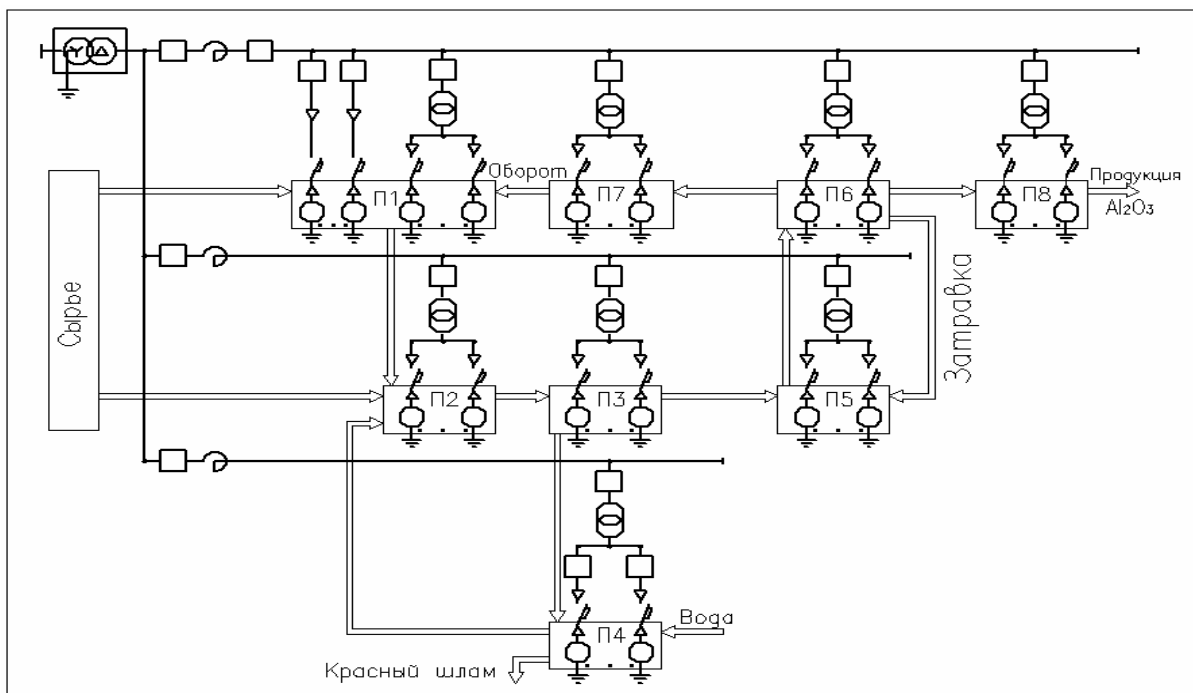 Y Δ
Оборот
Продукция
П1
П7
П6
П8
Al₂O₃
Сырье
Затравка
П2
П3
П5
Вода
П4
Красный шлам